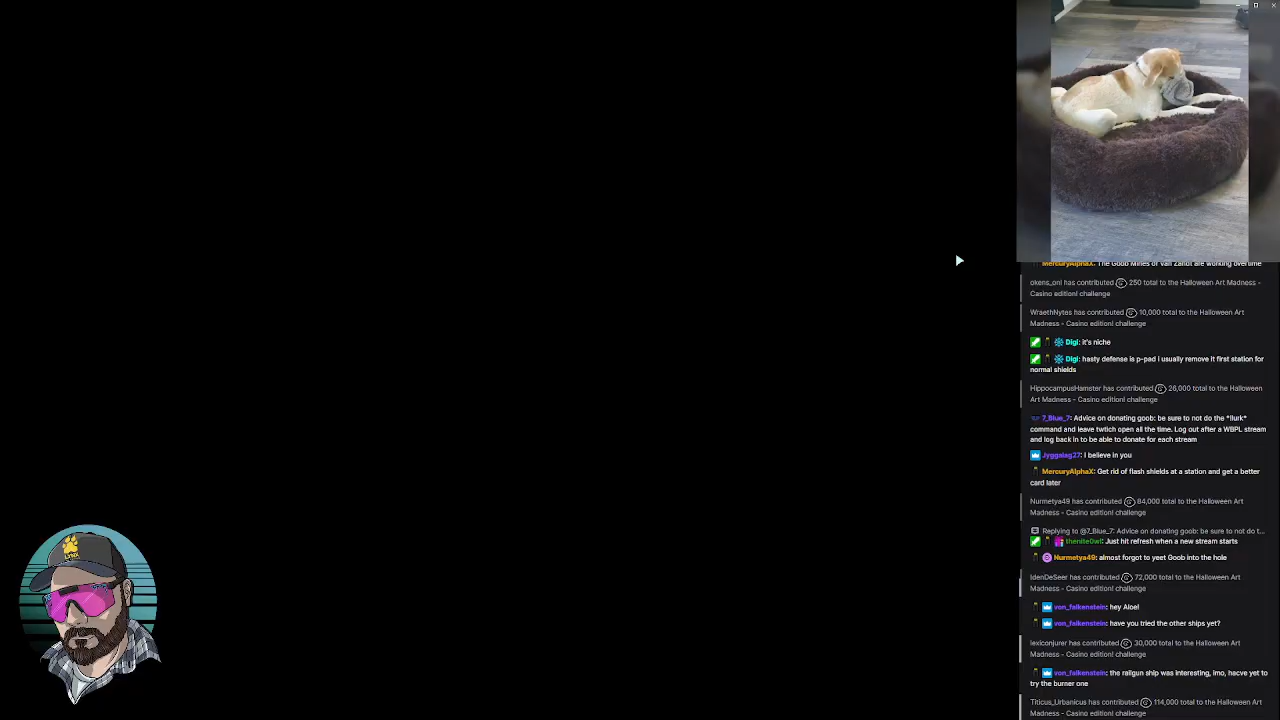 MercuryAlphaX: The Goob Mines of Van Zandt are working overtime
okens_onl has contributed 250 total to the Halloween Art Madness -
Casino edition! challenge
WraethNytes has contributed 10,000 total to the Halloween Art
Madness - Casino edition! challenge
Digi: it's niche
Digi: hasty defense is p-pad i usually remove it first station for
normal shields
HippocampusHamster has contributed 26,000 total to the Halloween
Art Madness - Casino edition! challenge
7_Blue_7: Advice on donating goob: be sure to not do the *!lurk*
command and leave twtich open all the time. Log out after a WBPL stream
and log back in to be able to donate for each stream
Jyggalag27: I believe in you
MercuryAlphaX: Get rid of flash shields at a station and get a better
card later
Nurmetya49 has contributed 84,000 total to the Halloween Art
Madness - Casino edition! challenge
Replying to @7_Blue_7: Advice on donating goob: be sure to not do t...
thenite0wl: Just hit refresh when a new stream starts
Nurmetya49: almost forgot to yeet Goob into the hole
IdenDeSeer has contributed 72,000 total to the Halloween Art
Madness - Casino edition! challenge
von_falkenstein: hey Aloe!
von_falkenstein: have you tried the other ships yet?
lexiconjurer has contributed 30,000 total to the Halloween Art
Madness - Casino edition! challenge
von_falkenstein: the railgun ship was interesting, imo, hacve yet to
try the burner one
Titicus_Urbanicus has contributed 114,000 total to the Halloween Art
Madness - Casino edition! challenge